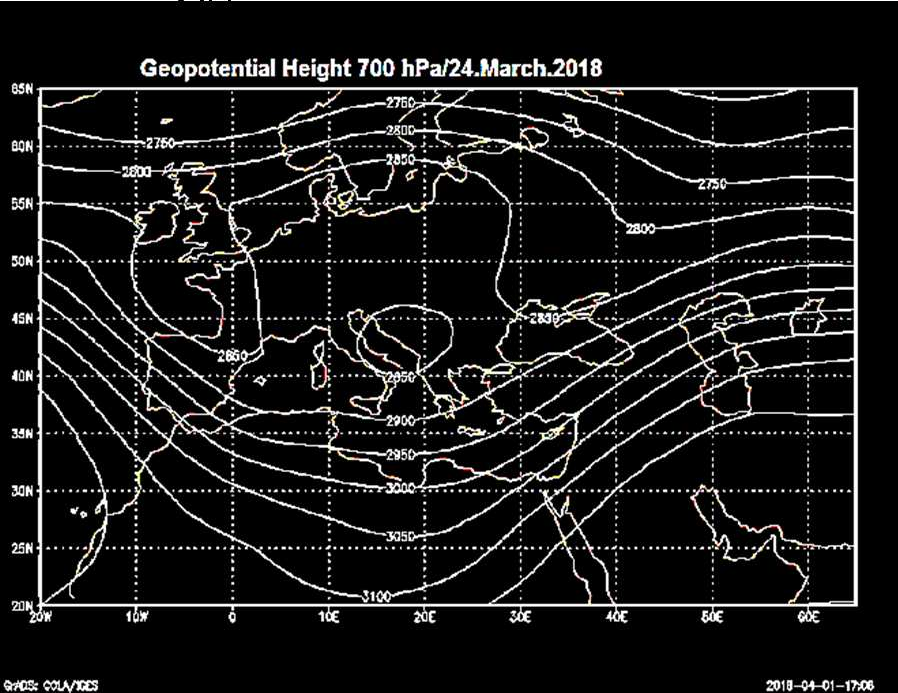 Geopotential Height 700 hPa/24.March.2018
65N
60N
55N
50N
45N
40N
35N
30N
25N
20N
2750
2750
2800
2800
2850
2750
2800
2850
2850
2850
2900
2950
3000
3050
3100
20W 10W 0 10E 20E 30E 40E 50E 60E
GrADS: COLA/IGES 2018-04-01-17:06